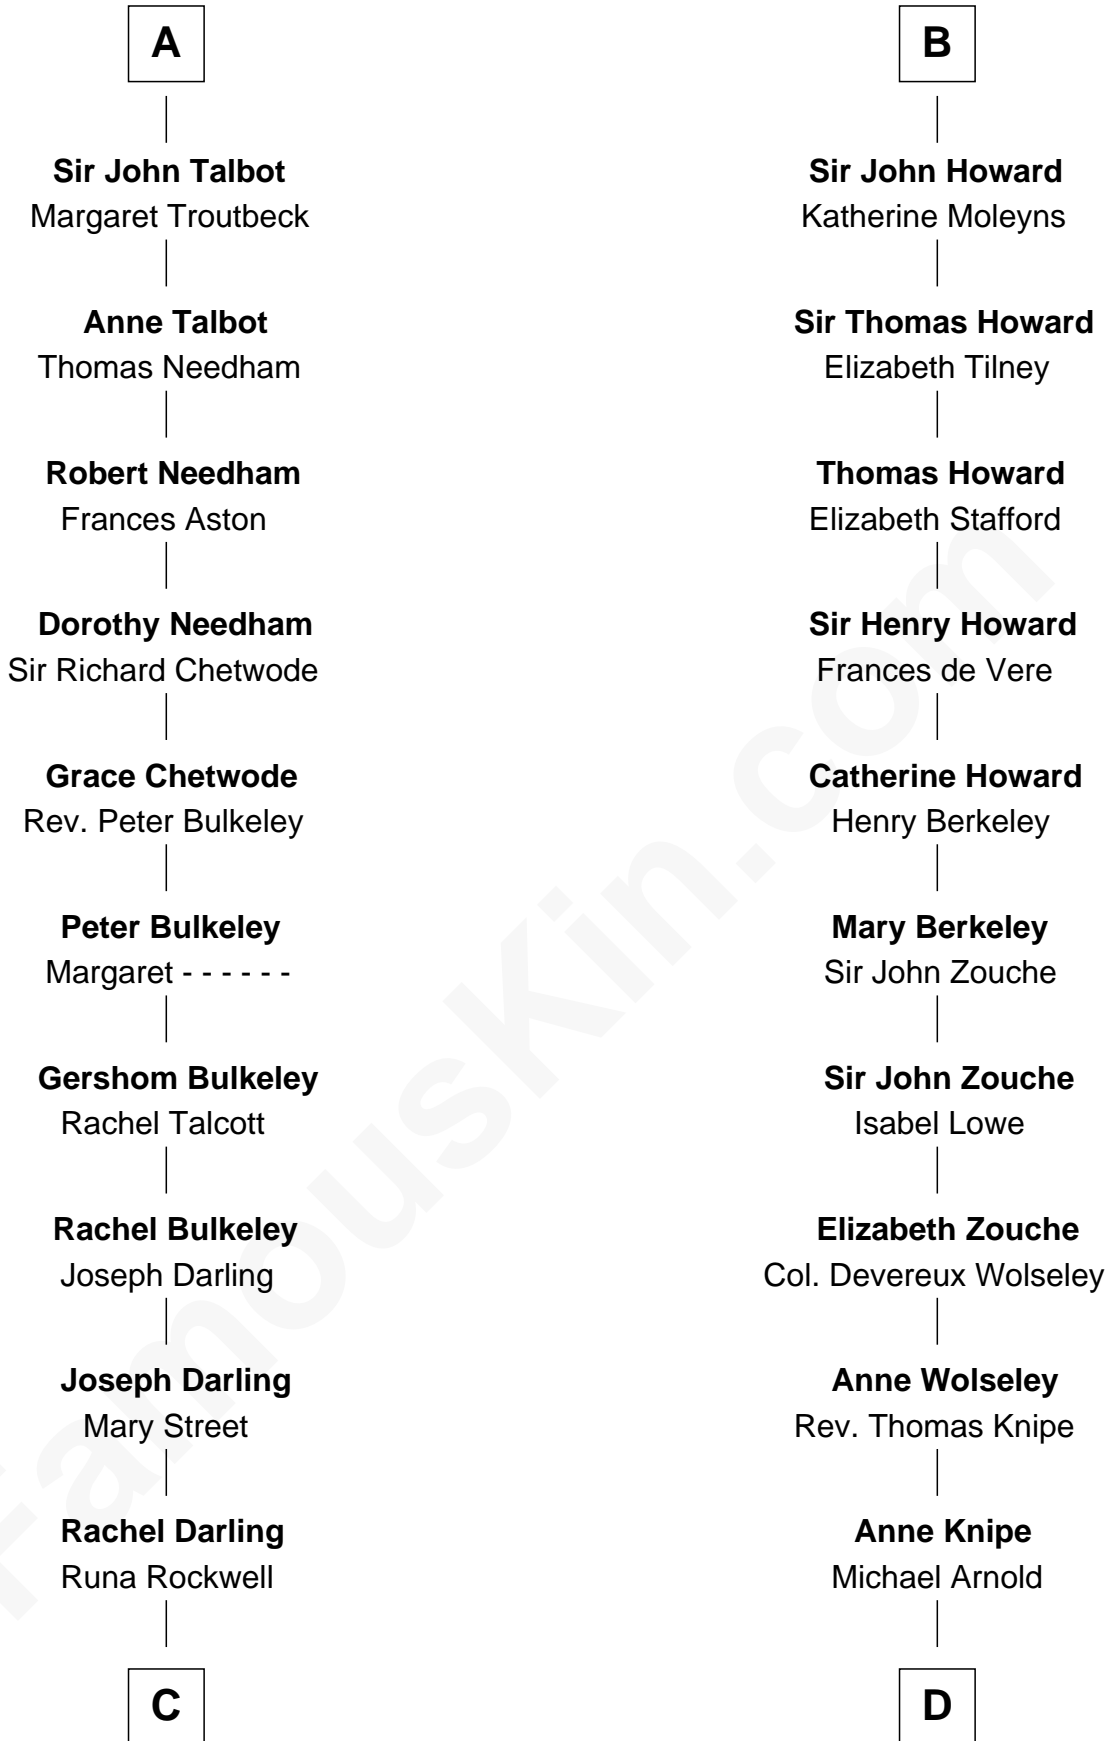 A
Sir John Talbot
Margaret Troutbeck
Anne Talbot
Thomas Needham
Robert Needham
Frances Aston
Dorothy Needham
Sir Richard Chetwode
Grace Chetwode
Rev. Peter Bulkeley
Peter Bulkeley
Margaret - - - - - -
Gershom Bulkeley
Rachel Talcott
Rachel Bulkeley
Joseph Darling
Joseph Darling
Mary Street
Rachel Darling
Runa Rockwell
C
B
Sir John Howard
Katherine Moleyns
Sir Thomas Howard
Elizabeth Tilney
Thomas Howard
Elizabeth Stafford
Sir Henry Howard
Frances de Vere
Catherine Howard
Henry Berkeley
Mary Berkeley
Sir John Zouche
Sir John Zouche
Isabel Lowe
Elizabeth Zouche
Col. Devereux Wolseley
Anne Wolseley
Rev. Thomas Knipe
Anne Knipe
Michael Arnold
D
FamousKin.com